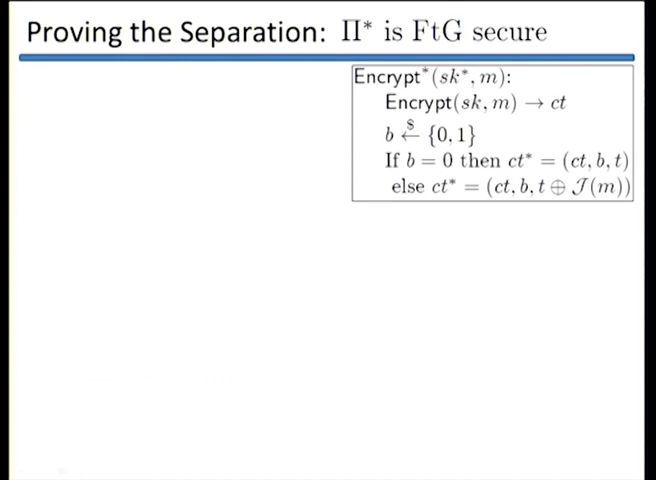 Proving the Separation: Π* is FtG secure
Encrypt*(sk*, m):
Encrypt(sk, m) → ct
b ←$ {0, 1}
If b = 0 then ct* = (ct, b, t)
else ct* = (ct, b, t ⊕ 𝒥(m))